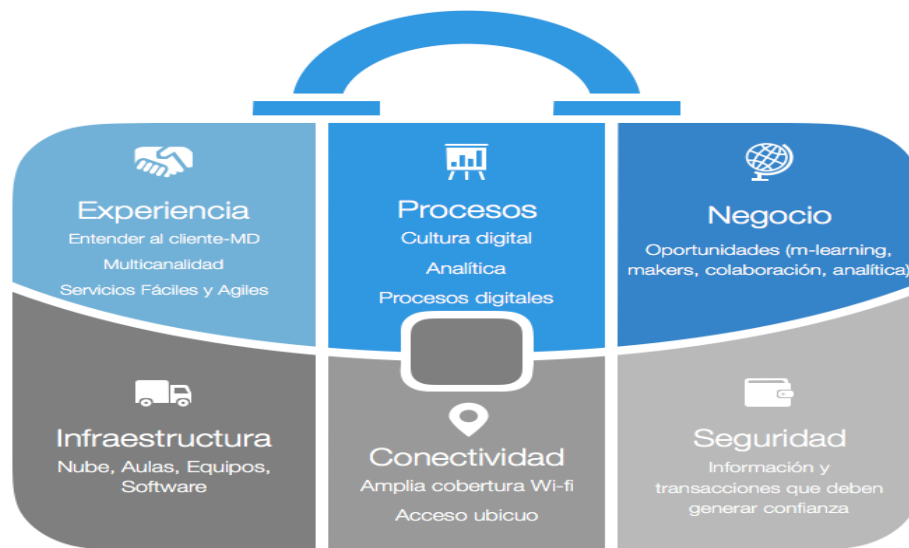 Experiencia
Entender al cliente-MD
Multicanalidad
Servicios Fáciles y Agiles
Procesos
Cultura digital
Analítica
Procesos digitales
Negocio
Oportunidades (m-learning,
makers, colaboración, analítica)
Infraestructura
Nube, Aulas, Equipos,
Software
Conectividad
Amplia cobertura Wi-fi
Acceso ubicuo
Seguridad
Información y
transacciones que deben
generar confianza